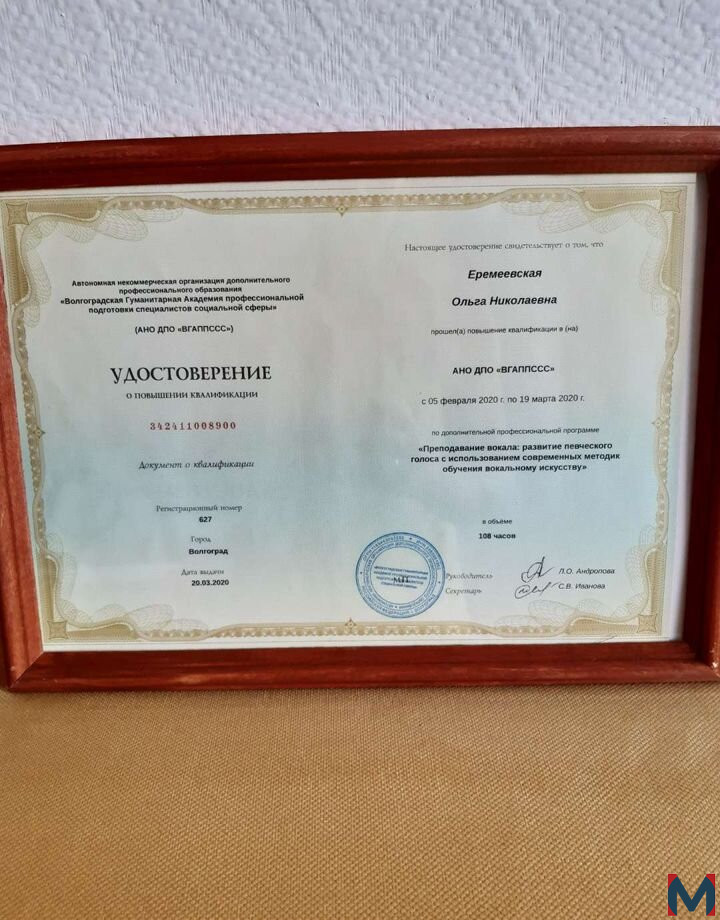 Автономная некоммерческая организация дополнительного
профессионального образования
«Волгоградская Гуманитарная Академия профессиональной
подготовки специалистов социальной сферы»
(АНО ДПО «ВГАППССС»)
УДОСТОВЕРЕНИЕ
О ПОВЫШЕНИИ КВАЛИФИКАЦИИ
342411008900
Документ о квалификации
Регистрационный номер
627
Город
Волгоград
Дата выдачи
20.03.2020
Настоящее удостоверение свидетельствует о том, что
Еремеевская
Ольга Николаевна
прошел(а) повышение квалификации в (на)
АНО ДПО «ВГАППССС»
с 05 февраля 2020 г. по 19 марта 2020 г.
по дополнительной профессиональной программе
«Преподавание вокала: развитие певческого
голоса с использованием современных методик
обучения вокальному искусству»
в объёме
108 часов
М.П.
Руководитель
Л.О. Андропова
Секретарь
С.В. Иванова
M